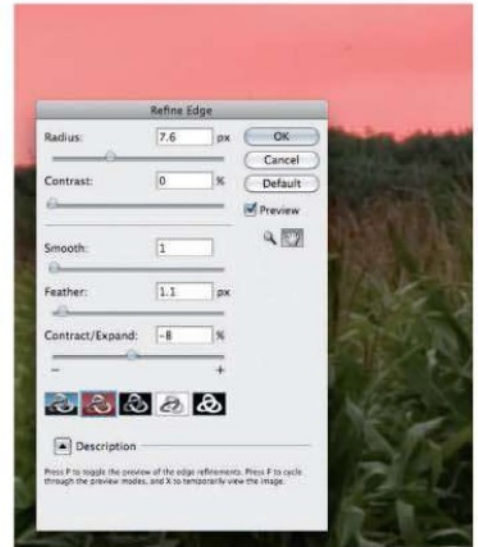 Refine Edge
Radius: 7.6 px OK
Cancel
Contrast: 0 % Default
Preview
Smooth: 1
Feather: 1.1 px
Contract/Expand: -8 %
- +
Description
Press P to toggle the preview of the edge refinements. Press F to cycle
through the preview modes, and X to temporarily view the image.